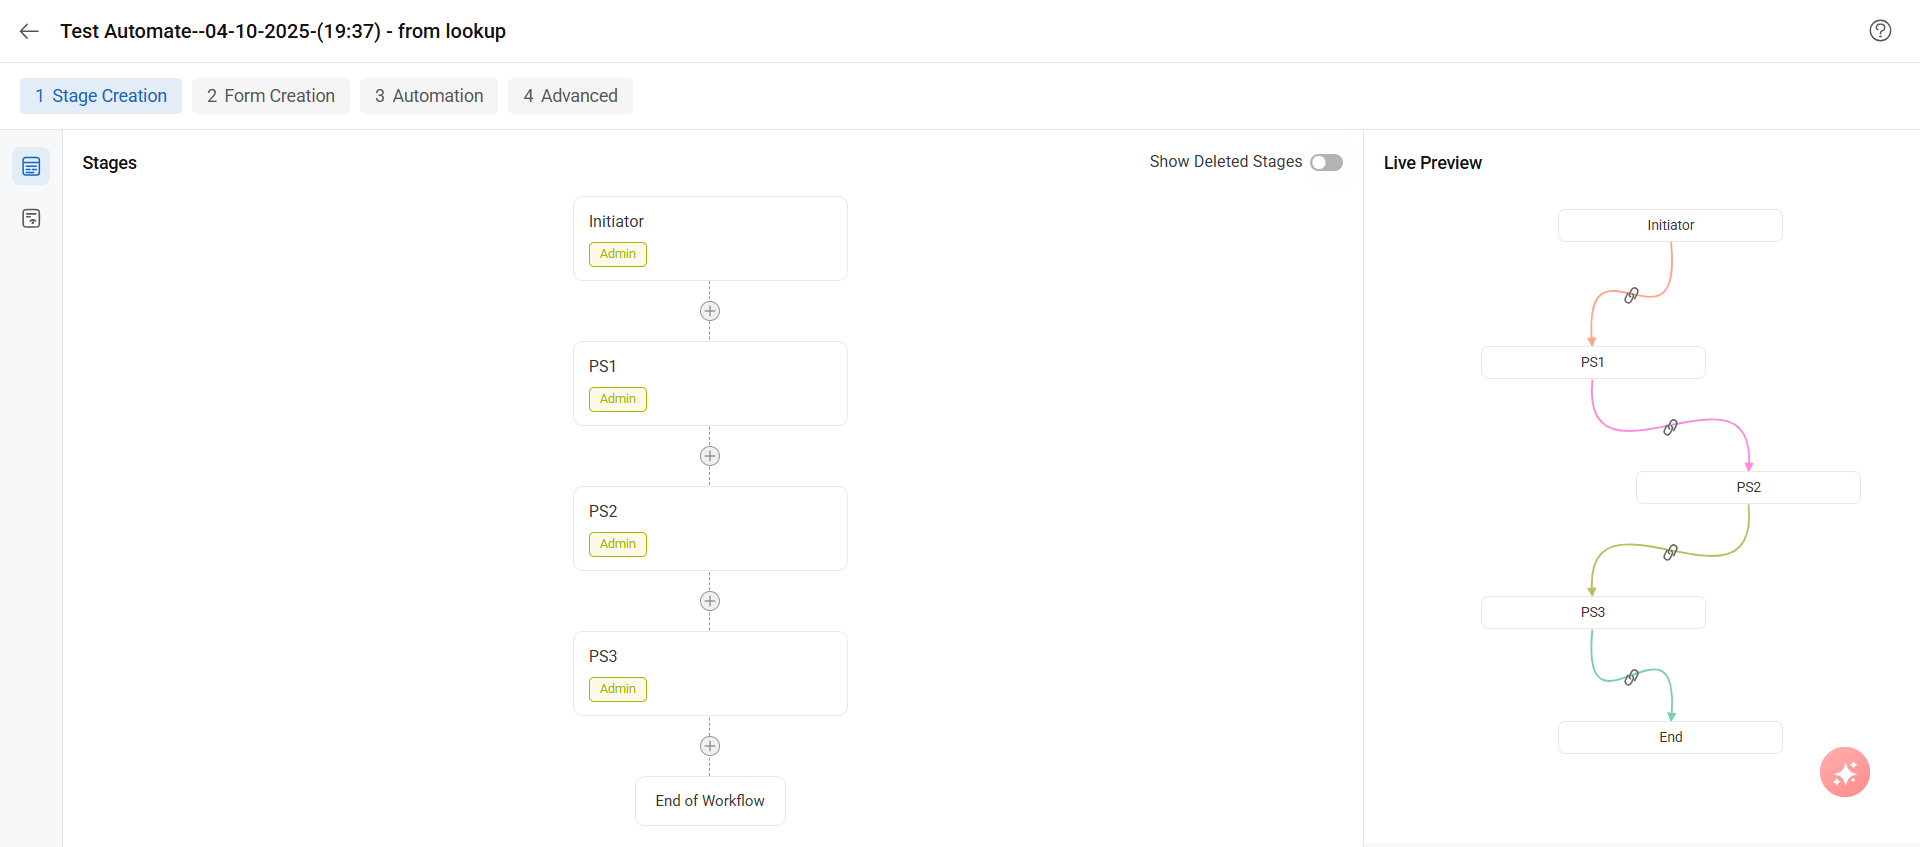 Test Automate--04-10-2025-(19:37) - from lookup
1 Stage Creation
2 Form Creation
3 Automation
4 Advanced
Stages
Show Deleted Stages
Initiator
Admin
PS1
Admin
PS2
Admin
PS3
Admin
End of Workflow
Live Preview
Initiator
PS1
PS2
PS3
End